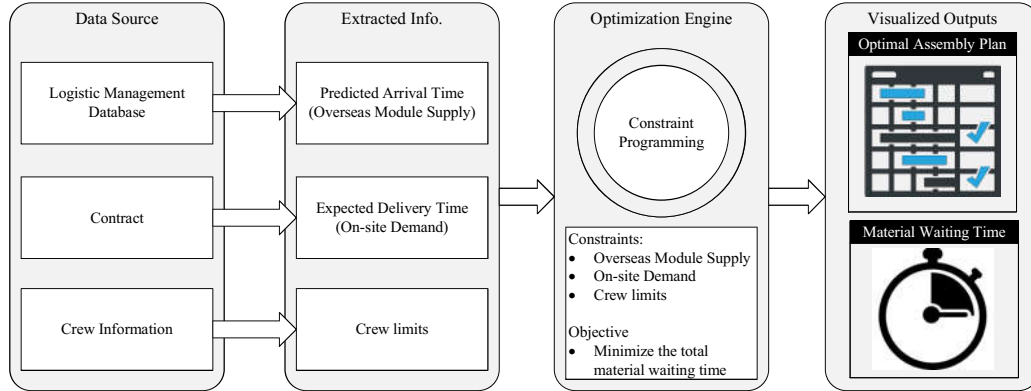 Data Source
Logistic Management
Database
Contract
Crew Information
Extracted Info.
Predicted Arrival Time
(Overseas Module Supply)
Expected Delivery Time
(On-site Demand)
Crew limits
Optimization Engine
Constraint
Programming
Constraints:
• Overseas Module Supply
• On-site Demand
• Crew limits
Objective
• Minimize the total
material waiting time
Visualized Outputs
Optimal Assembly Plan
Material Waiting Time